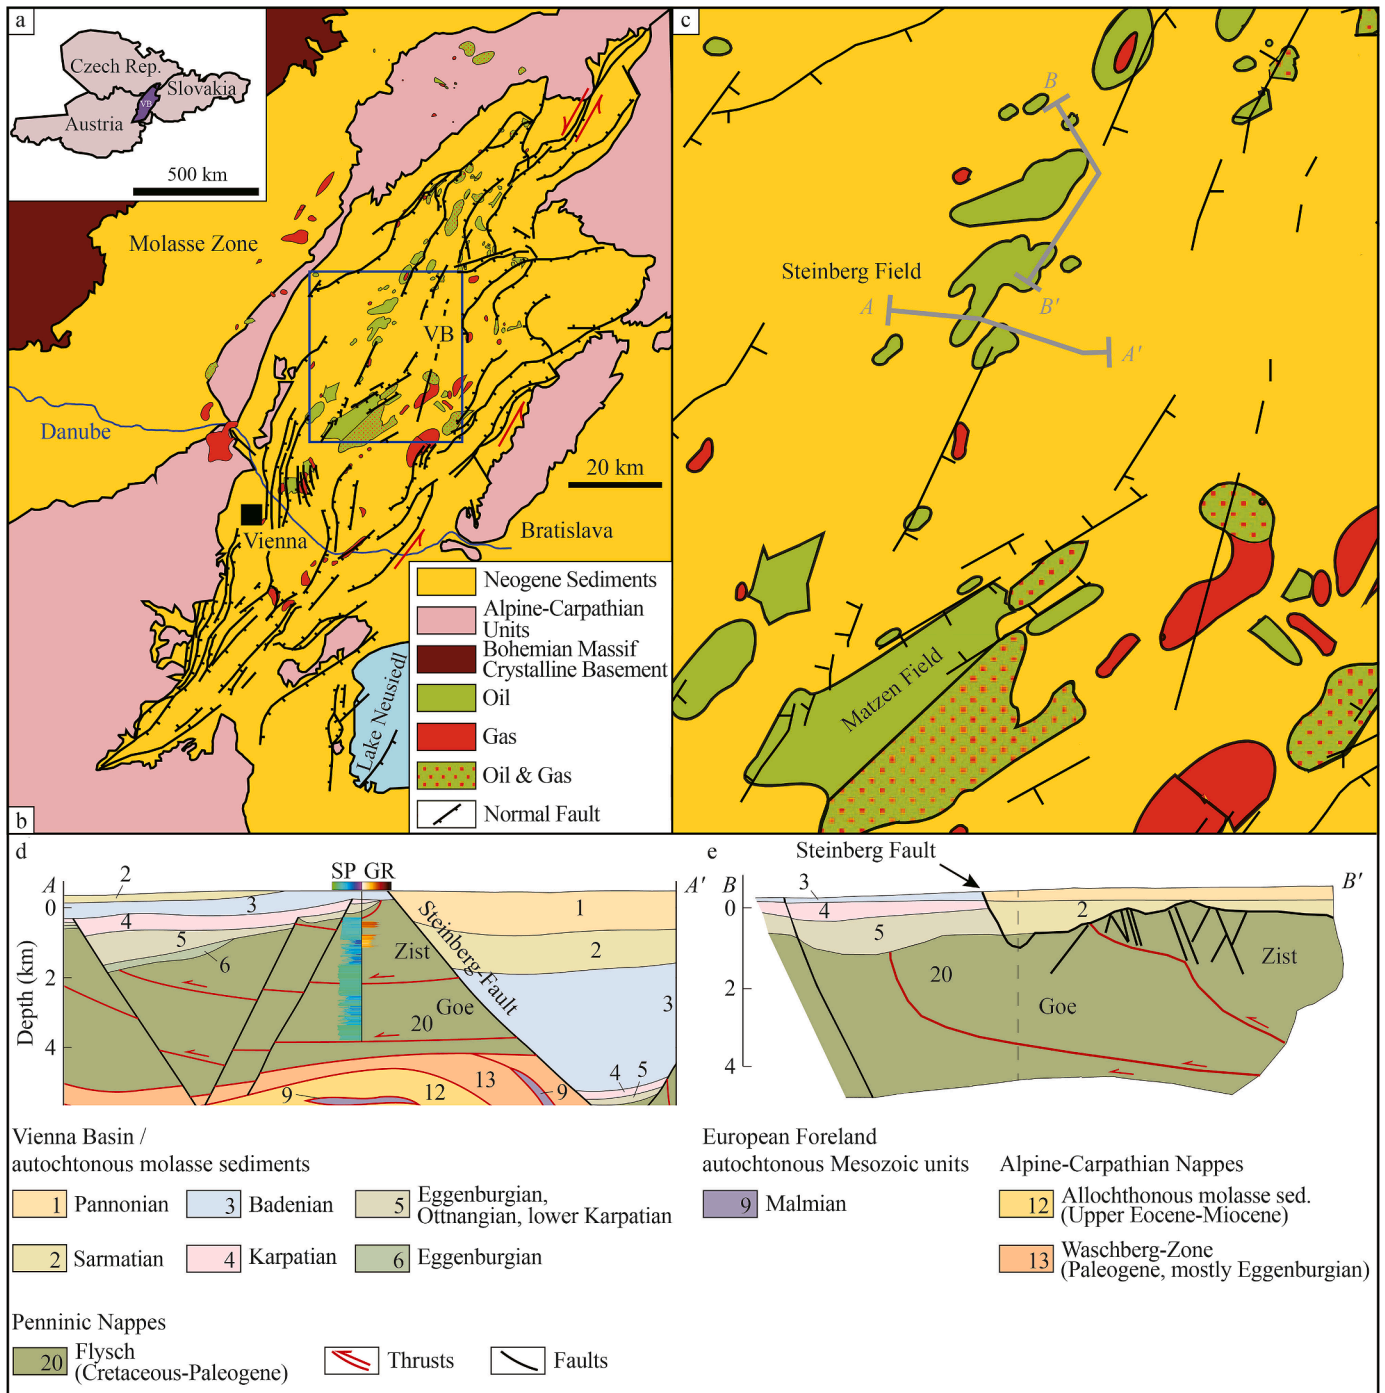 a
Czech Rep.
Slovakia
VB
Austria
500 km
Molasse Zone
VB
Danube
20 km
Vienna
Bratislava
Lake Neusiedl
Neogene Sediments
Alpine-Carpathian
Units
Bohemian Massif
Crystalline Basement
Oil
Gas
Oil & Gas
Normal Fault
b
c
B
Steinberg Field
A
B'
A'
Matzen Field
d
SP GR
A
A'
2
0
3
4
5
6
2
4
Depth (km)
Zist
Goe
20
Steinberg-Fault
1
2
3
4
5
9
12
13
9
e
Steinberg Fault
B
B'
3
0
4
5
2
20
Goe
Zist
2
4
Vienna Basin /
autochtonous molasse sediments
1 Pannonian
3 Badenian
5 Eggenburgian,
Ottnangian, lower Karpatian
2 Sarmatian
4 Karpatian
6 Eggenburgian
European Foreland
autochtonous Mesozoic units
9 Malmian
Alpine-Carpathian Nappes
12 Allochthonous molasse sed.
(Upper Eocene-Miocene)
13 Waschberg-Zone
(Paleogene, mostly Eggenburgian)
Penninic Nappes
20 Flysch
(Cretaceous-Paleogene)
Thrusts
Faults